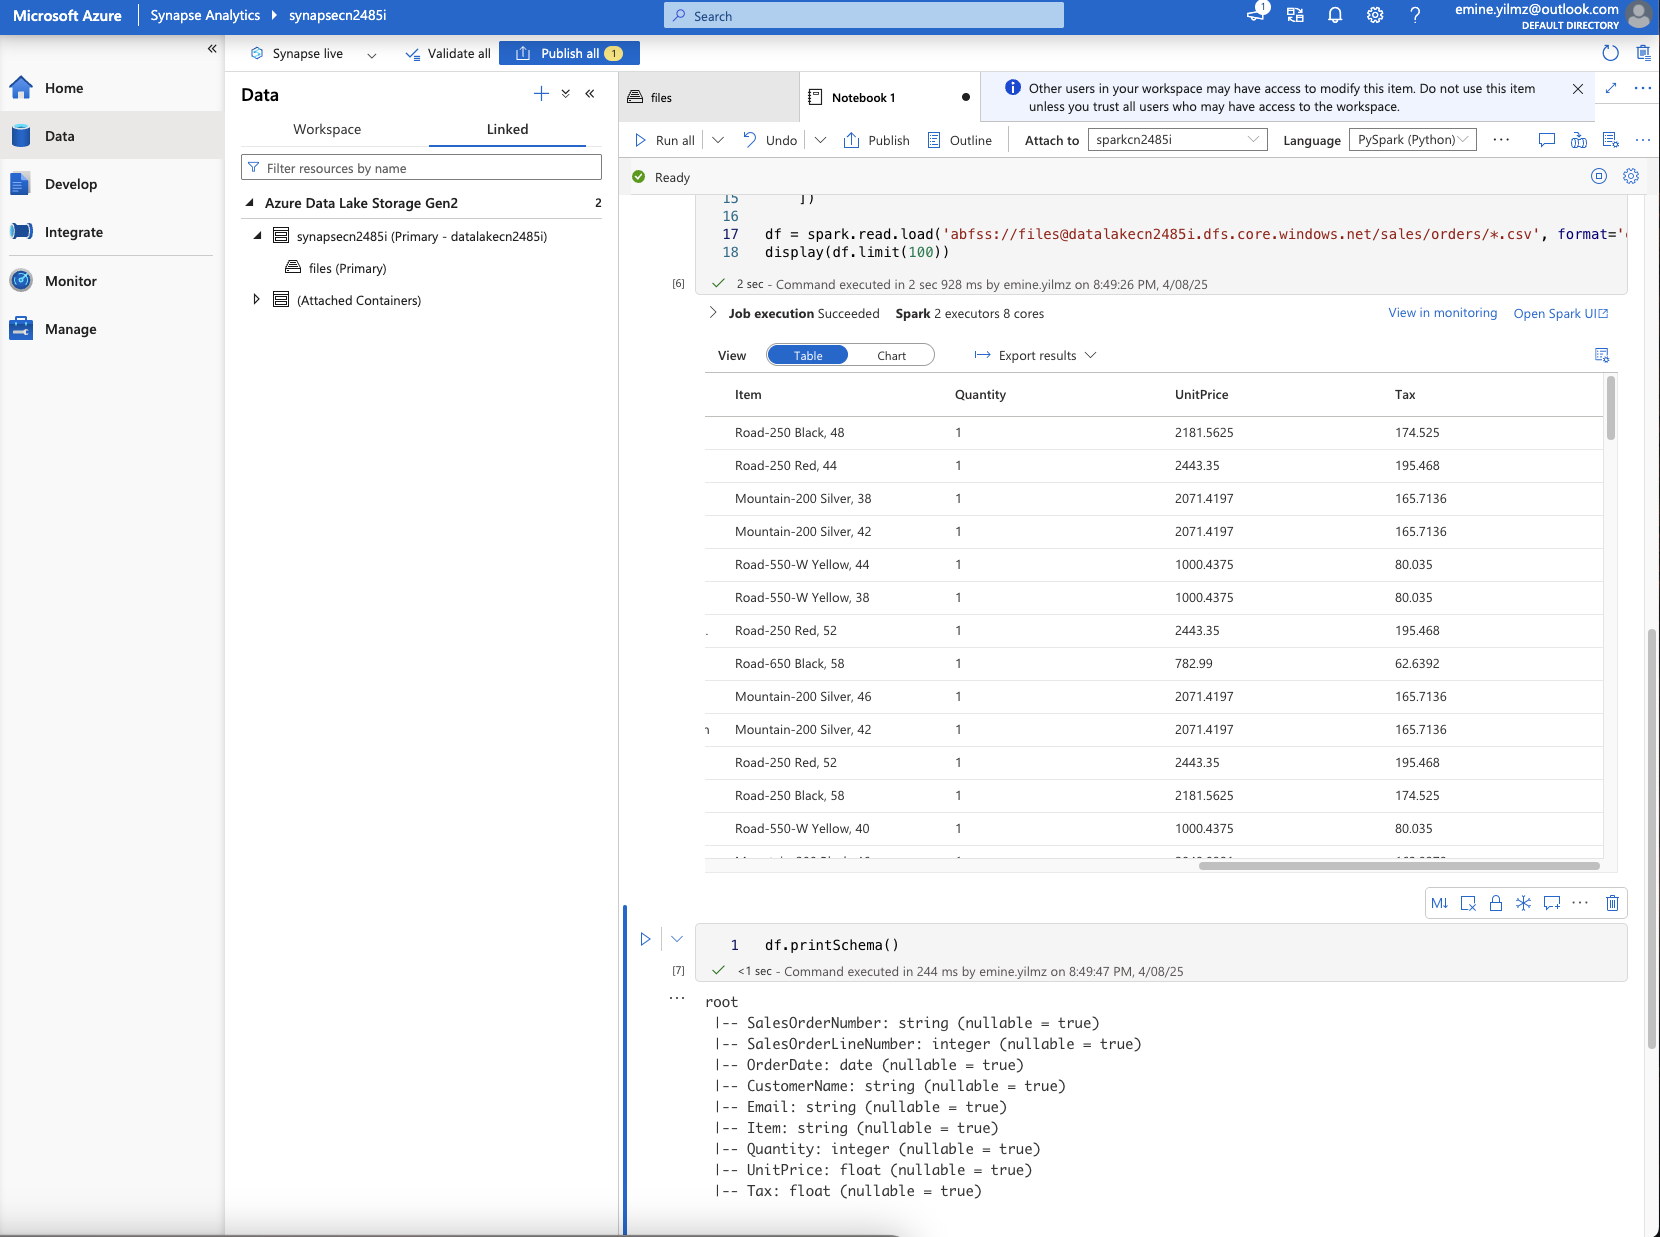 Microsoft Azure
Synapse Analytics
synapsecn2485i
Search
1
emine.yilmz@outlook.com
DEFAULT DIRECTORY
Synapse live
Validate all
Publish all 1
Home
Data
Develop
Integrate
Monitor
Manage
Data
Workspace
Linked
Filter resources by name
Azure Data Lake Storage Gen2 2
synapsecn2485i (Primary - datalakecn2485i)
files (Primary)
(Attached Containers)
files
Notebook 1
Other users in your workspace may have access to modify this item. Do not use this item
unless you trust all users who may have access to the workspace.
Run all
Undo
Publish
Outline
Attach to sparkcn2485i
Language PySpark (Python)
Ready
15 ])
16
17 df = spark.read.load('abfss://files@datalakecn2485i.dfs.core.windows.net/sales/orders/*.csv', format='
18 display(df.limit(100))
[6] 2 sec - Command executed in 2 sec 928 ms by emine.yilmz on 8:49:26 PM, 4/08/25
Job execution Succeeded Spark 2 executors 8 cores
View in monitoring
Open Spark UI
View Table Chart
Export results
Item Quantity UnitPrice Tax
Road-250 Black, 48 1 2181.5625 174.525
Road-250 Red, 44 1 2443.35 195.468
Mountain-200 Silver, 38 1 2071.4197 165.7136
Mountain-200 Silver, 42 1 2071.4197 165.7136
Road-550-W Yellow, 44 1 1000.4375 80.035
Road-550-W Yellow, 38 1 1000.4375 80.035
Road-250 Red, 52 1 2443.35 195.468
Road-650 Black, 58 1 782.99 62.6392
Mountain-200 Silver, 46 1 2071.4197 165.7136
Mountain-200 Silver, 42 1 2071.4197 165.7136
Road-250 Red, 52 1 2443.35 195.468
Road-250 Black, 58 1 2181.5625 174.525
Road-550-W Yellow, 40 1 1000.4375 80.035
M↓
1 df.printSchema()
[7] <1 sec - Command executed in 244 ms by emine.yilmz on 8:49:47 PM, 4/08/25
root
|-- SalesOrderNumber: string (nullable = true)
|-- SalesOrderLineNumber: integer (nullable = true)
|-- OrderDate: date (nullable = true)
|-- CustomerName: string (nullable = true)
|-- Email: string (nullable = true)
|-- Item: string (nullable = true)
|-- Quantity: integer (nullable = true)
|-- UnitPrice: float (nullable = true)
|-- Tax: float (nullable = true)